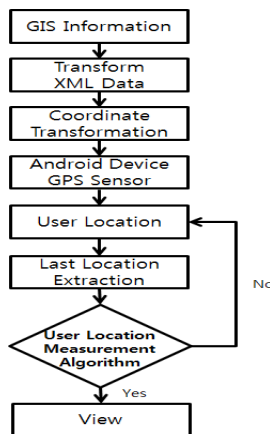 GIS Information
Transform
XML Data
Coordinate
Transformation
Android Device
GPS Sensor
User Location
Last Location
Extraction
No
User Location
Measurement
Algorithm
Yes
View